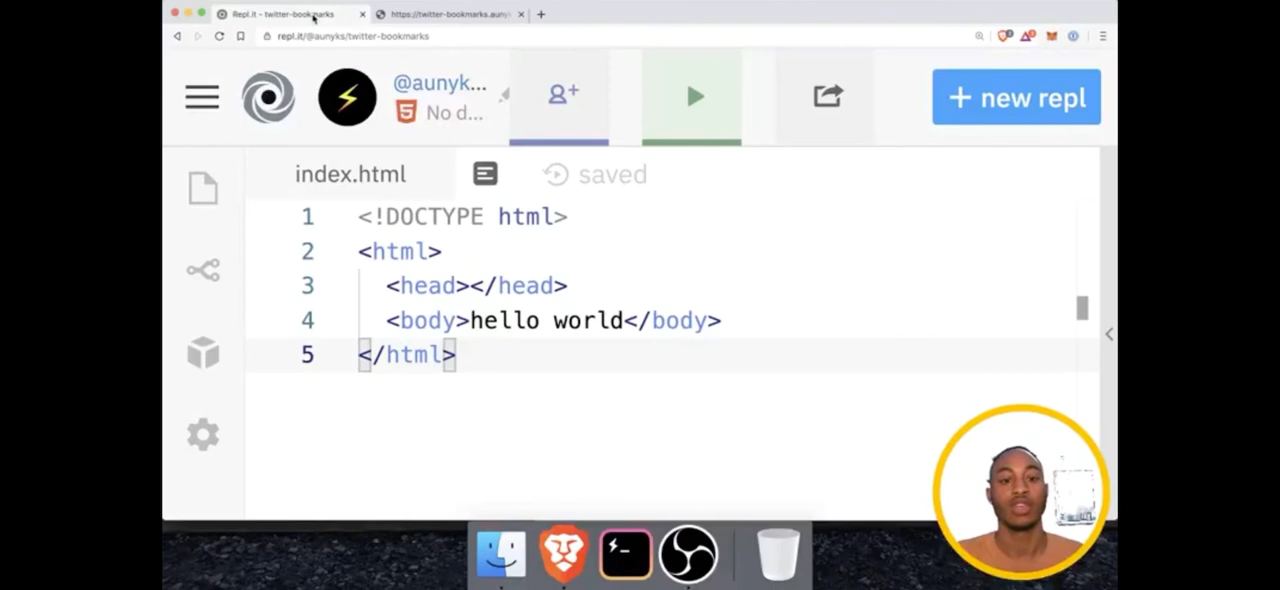 Repl.it - twitter-bookmarks
https://twitter-bookmarks.auny
repl.it/@aunyks/twitter-bookmarks
@aunyk...
No d...
+ new repl
index.html
saved
1 <!DOCTYPE html>
2 <html>
3 <head></head>
4 <body>hello world</body>
5 </html>